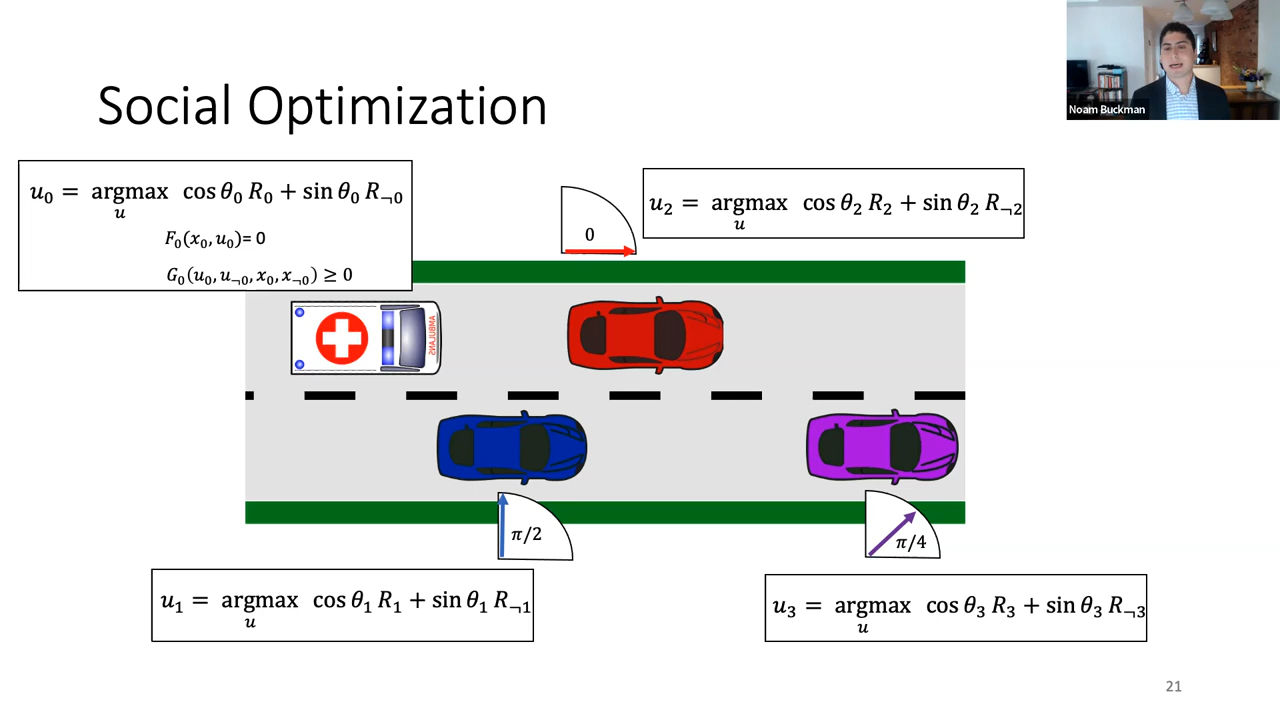 Noam Buckman
Social Optimization
u₀ = argmax cos θ₀ R₀ + sin θ₀ R¬₀
u
F₀(x₀, u₀)= 0
G₀(u₀, u¬₀, x₀, x¬₀) ≥ 0
0
u₂ = argmax cos θ₂ R₂ + sin θ₂ R¬₂
u
AMBULANS
π/2
π/4
u₁ = argmax cos θ₁ R₁ + sin θ₁ R¬₁
u
u₃ = argmax cos θ₃ R₃ + sin θ₃ R¬₃
u
21